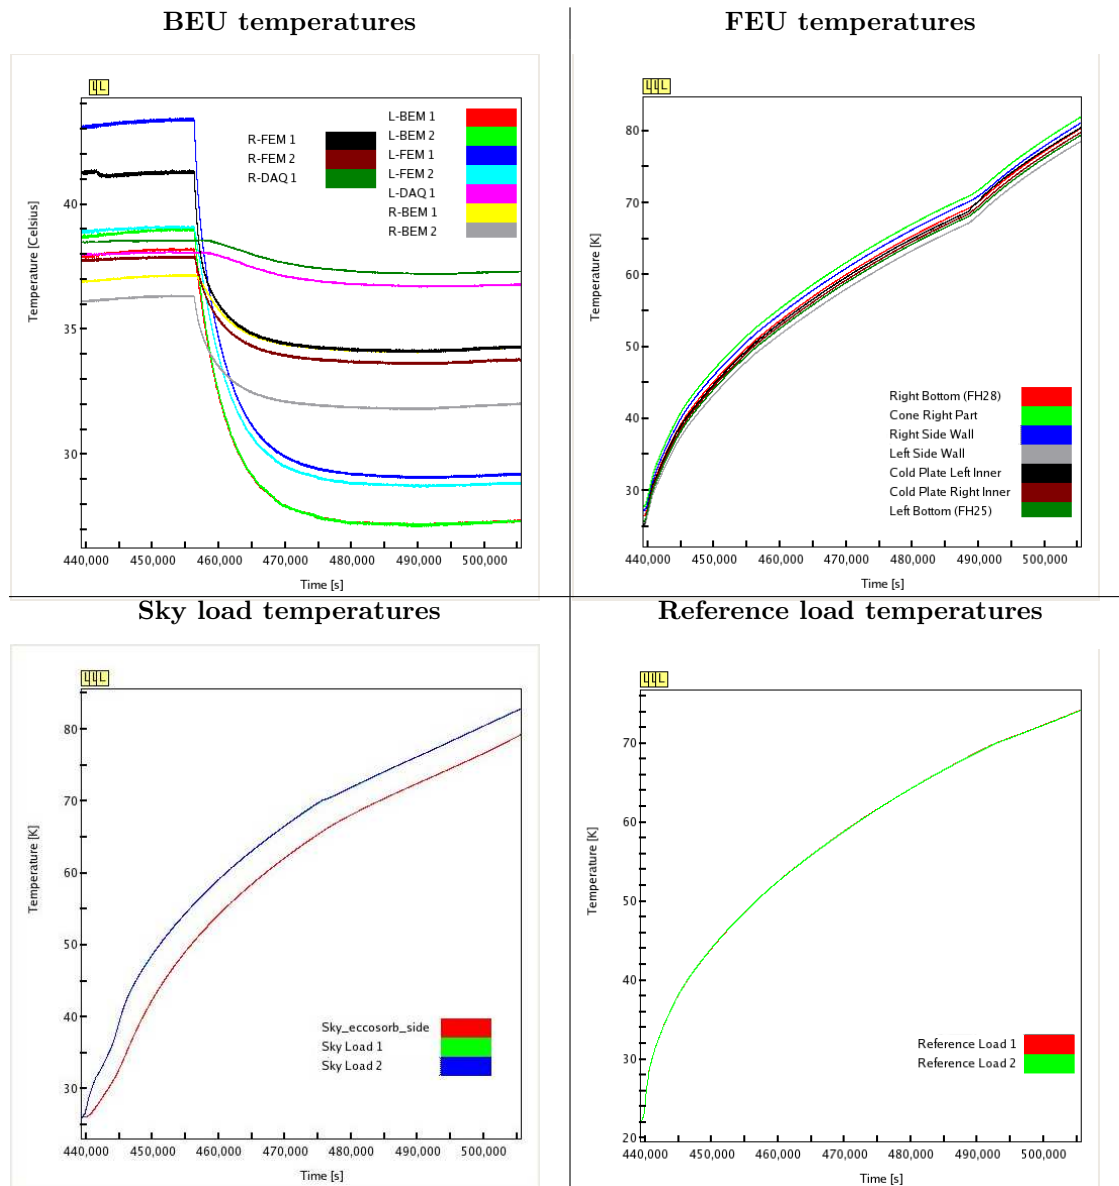 BEU temperatures
L L
40
35
30
Temperature [Celsius]
R-FEM 1
R-FEM 2
R-DAQ 1
L-BEM 1
L-BEM 2
L-FEM 1
L-FEM 2
L-DAQ 1
R-BEM 1
R-BEM 2
440,000 450,000 460,000 470,000 480,000 490,000 500,000
Time [s]
FEU temperatures
L L L
80
70
60
50
40
30
Temperature [K]
Right Bottom (FH28)
Cone Right Part
Right Side Wall
Left Side Wall
Cold Plate Left Inner
Cold Plate Right Inner
Left Bottom (FH25)
440,000 450,000 460,000 470,000 480,000 490,000 500,000
Time [s]
Sky load temperatures
L L L
80
70
60
50
40
30
Temperature [K]
Sky_eccosorb_side
Sky Load 1
Sky Load 2
440,000 450,000 460,000 470,000 480,000 490,000 500,000
Time [s]
Reference load temperatures
L L L
70
60
50
40
30
20
Temperature [K]
Reference Load 1
Reference Load 2
440,000 450,000 460,000 470,000 480,000 490,000 500,000
Time [s]